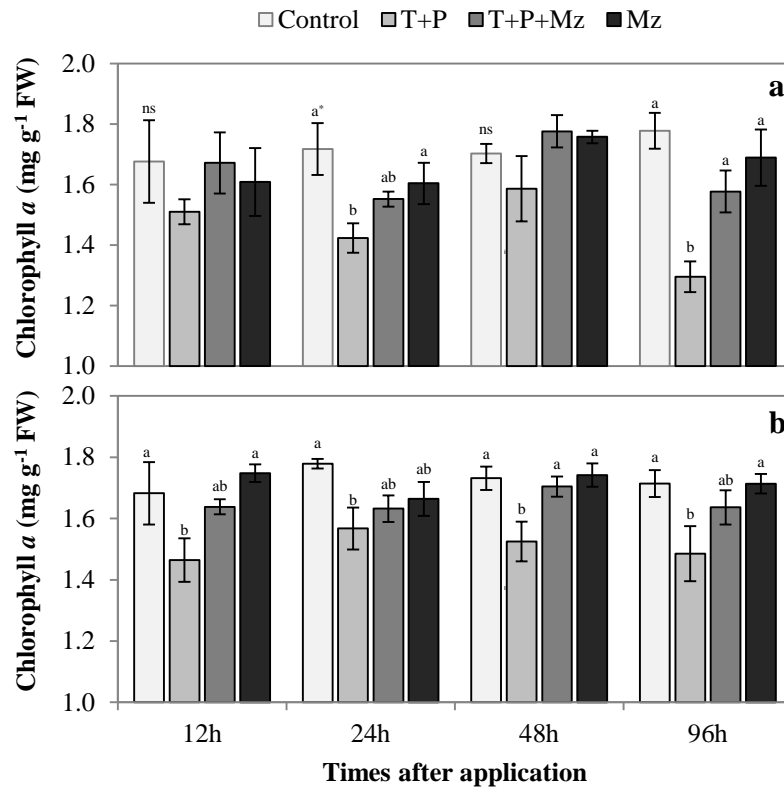 Control T+P T+P+Mz Mz
a
Chlorophyll a (mg g-1 FW)
2.0
1.8
1.6
1.4
1.2
1.0
ns
a* b ab a
ns
a b a a
b
Chlorophyll a (mg g-1 FW)
2.0
1.8
1.6
1.4
1.2
1.0
a b ab a
a b ab ab
a b a a
a b ab a
12h 24h 48h 96h
Times after application